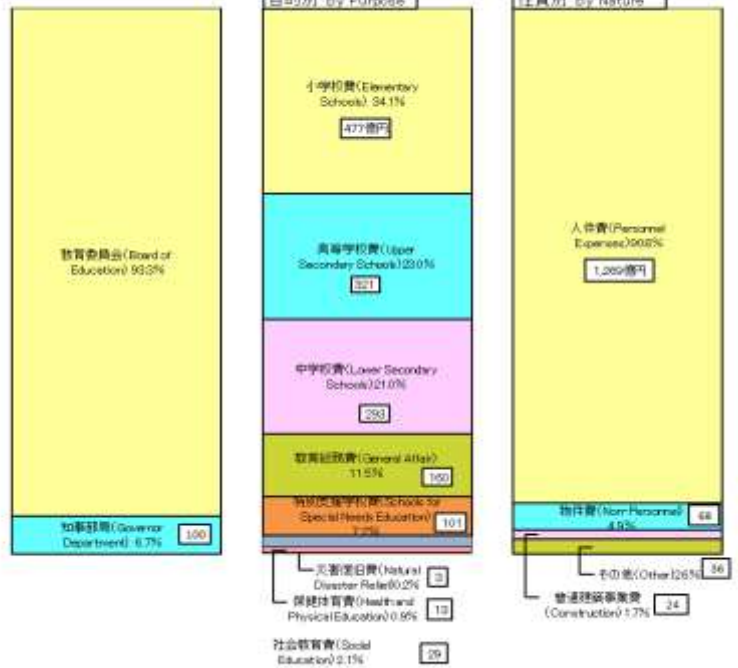 目的別 By Purpose
性質別 By Nature
教育委員会(Board of
Education) 93.3%
知事部局(Governor
Department) 6.7%
100
小学校費(Elementary
Schools) 34.1%
477億円
高等学校費(Upper
Secondary Schools)23.0%
321
中学校費(Lower Secondary
Schools)21.0%
293
教育総務費(General Affair)
11.5%
160
特別支援学校費(Schools for
Special Needs Education)
7.2%
101
災害復旧費(Natural
Disaster Relief)0.2%
3
保健体育費(Health and
Physical Education)0.9%
13
社会教育費(Social
Education)2.1%
29
人件費(Personnel
Expenses)90.8%
1,269億円
物件費(Non-Personnel)
4.9%
68
その他(Other)2.6%
36
普通建築事業費
(Construction)1.7%
24